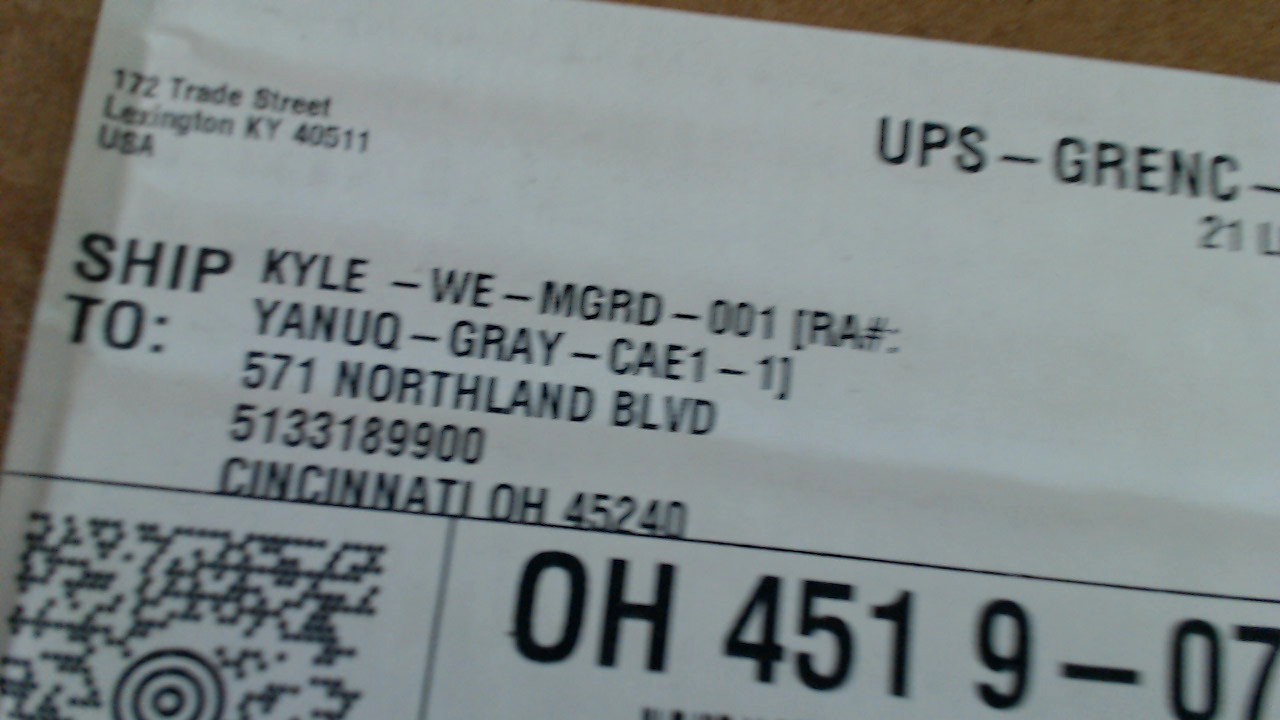 172 Trade Street
Lexington KY 40511
USA
UPS-GRENC-
21 L
SHIP TO:
KYLE -WE-MGRD-001 [RA#:
YANUQ-GRAY-CAE1-1]
571 NORTHLAND BLVD
5133189900
CINCINNATI OH 45240
OH 451 9-07